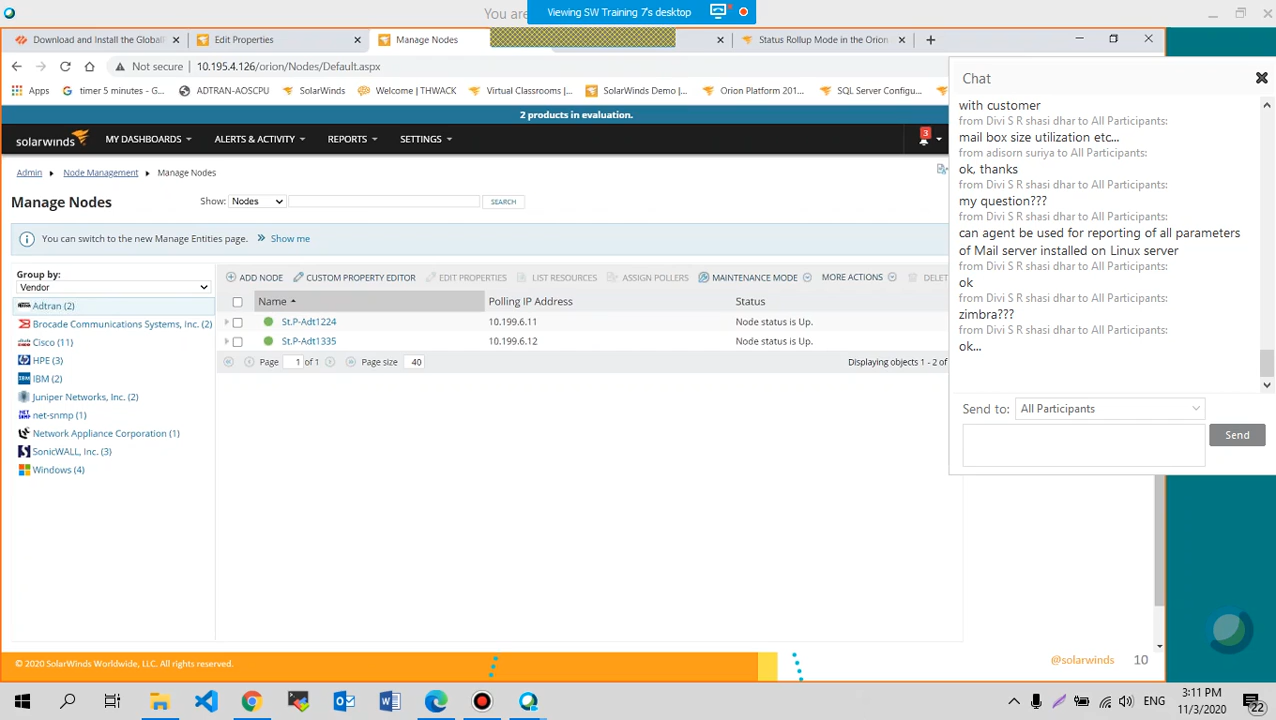 You are
Viewing SW Training 7's desktop
Download and Install the Global
Edit Properties
Manage Nodes
Status Rollup Mode in the Orion
Not secure 10.195.4.126/orion/Nodes/Default.aspx
Apps
timer 5 minutes - G...
ADTRAN-AOSCPU
SolarWinds
Welcome | THWACK
Virtual Classrooms |...
SolarWinds Demo |...
Orion Platform 201...
SQL Server Configu...
2 products in evaluation.
solarwinds
MY DASHBOARDS
ALERTS & ACTIVITY
REPORTS
SETTINGS
3
Admin
Node Management
Manage Nodes
Manage Nodes
Show: Nodes
SEARCH
You can switch to the new Manage Entities page. » Show me
Group by:
Vendor
Adtran (2)
Brocade Communications Systems, Inc. (2)
Cisco (11)
HPE (3)
IBM (2)
Juniper Networks, Inc. (2)
net-snmp (1)
Network Appliance Corporation (1)
SonicWALL, Inc. (3)
Windows (4)
ADD NODE
CUSTOM PROPERTY EDITOR
EDIT PROPERTIES
LIST RESOURCES
ASSIGN POLLERS
MAINTENANCE MODE
MORE ACTIONS
DELET
Name Polling IP Address Status
St.P-Adt1224 10.199.6.11 Node status is Up.
St.P-Adt1335 10.199.6.12 Node status is Up.
Page 1 of 1 Page size 40 Displaying objects 1 - 2 of
Chat
with customer
from Divi S R shasi dhar to All Participants:
mail box size utilization etc...
from adisorn suriya to All Participants:
ok, thanks
from Divi S R shasi dhar to All Participants:
my question???
from Divi S R shasi dhar to All Participants:
can agent be used for reporting of all parameters
of Mail server installed on Linux server
from Divi S R shasi dhar to All Participants:
ok
from Divi S R shasi dhar to All Participants:
zimbra???
from Divi S R shasi dhar to All Participants:
ok...
Send to: All Participants
Send
© 2020 SolarWinds Worldwide, LLC. All rights reserved.
@solarwinds 10
ENG
3:11 PM
11/3/2020
22